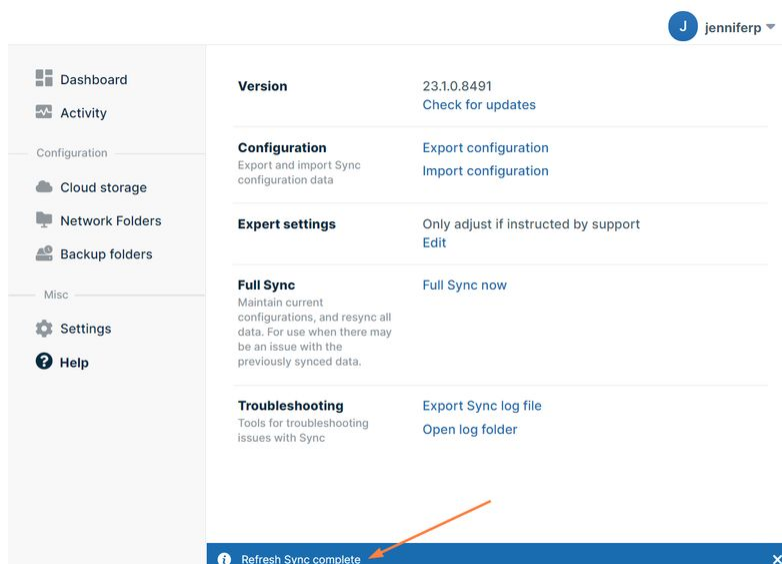 J jenniferp
Dashboard
Activity
Configuration
Cloud storage
Network Folders
Backup folders
Misc
Settings
Help
Version
23.1.0.8491
Check for updates
Configuration
Export and import Sync
configuration data
Export configuration
Import configuration
Expert settings
Only adjust if instructed by support
Edit
Full Sync
Maintain current
configurations, and resync all
data. For use when there may
be an issue with the
previously synced data.
Full Sync now
Troubleshooting
Tools for troubleshooting
issues with Sync
Export Sync log file
Open log folder
Refresh Sync complete